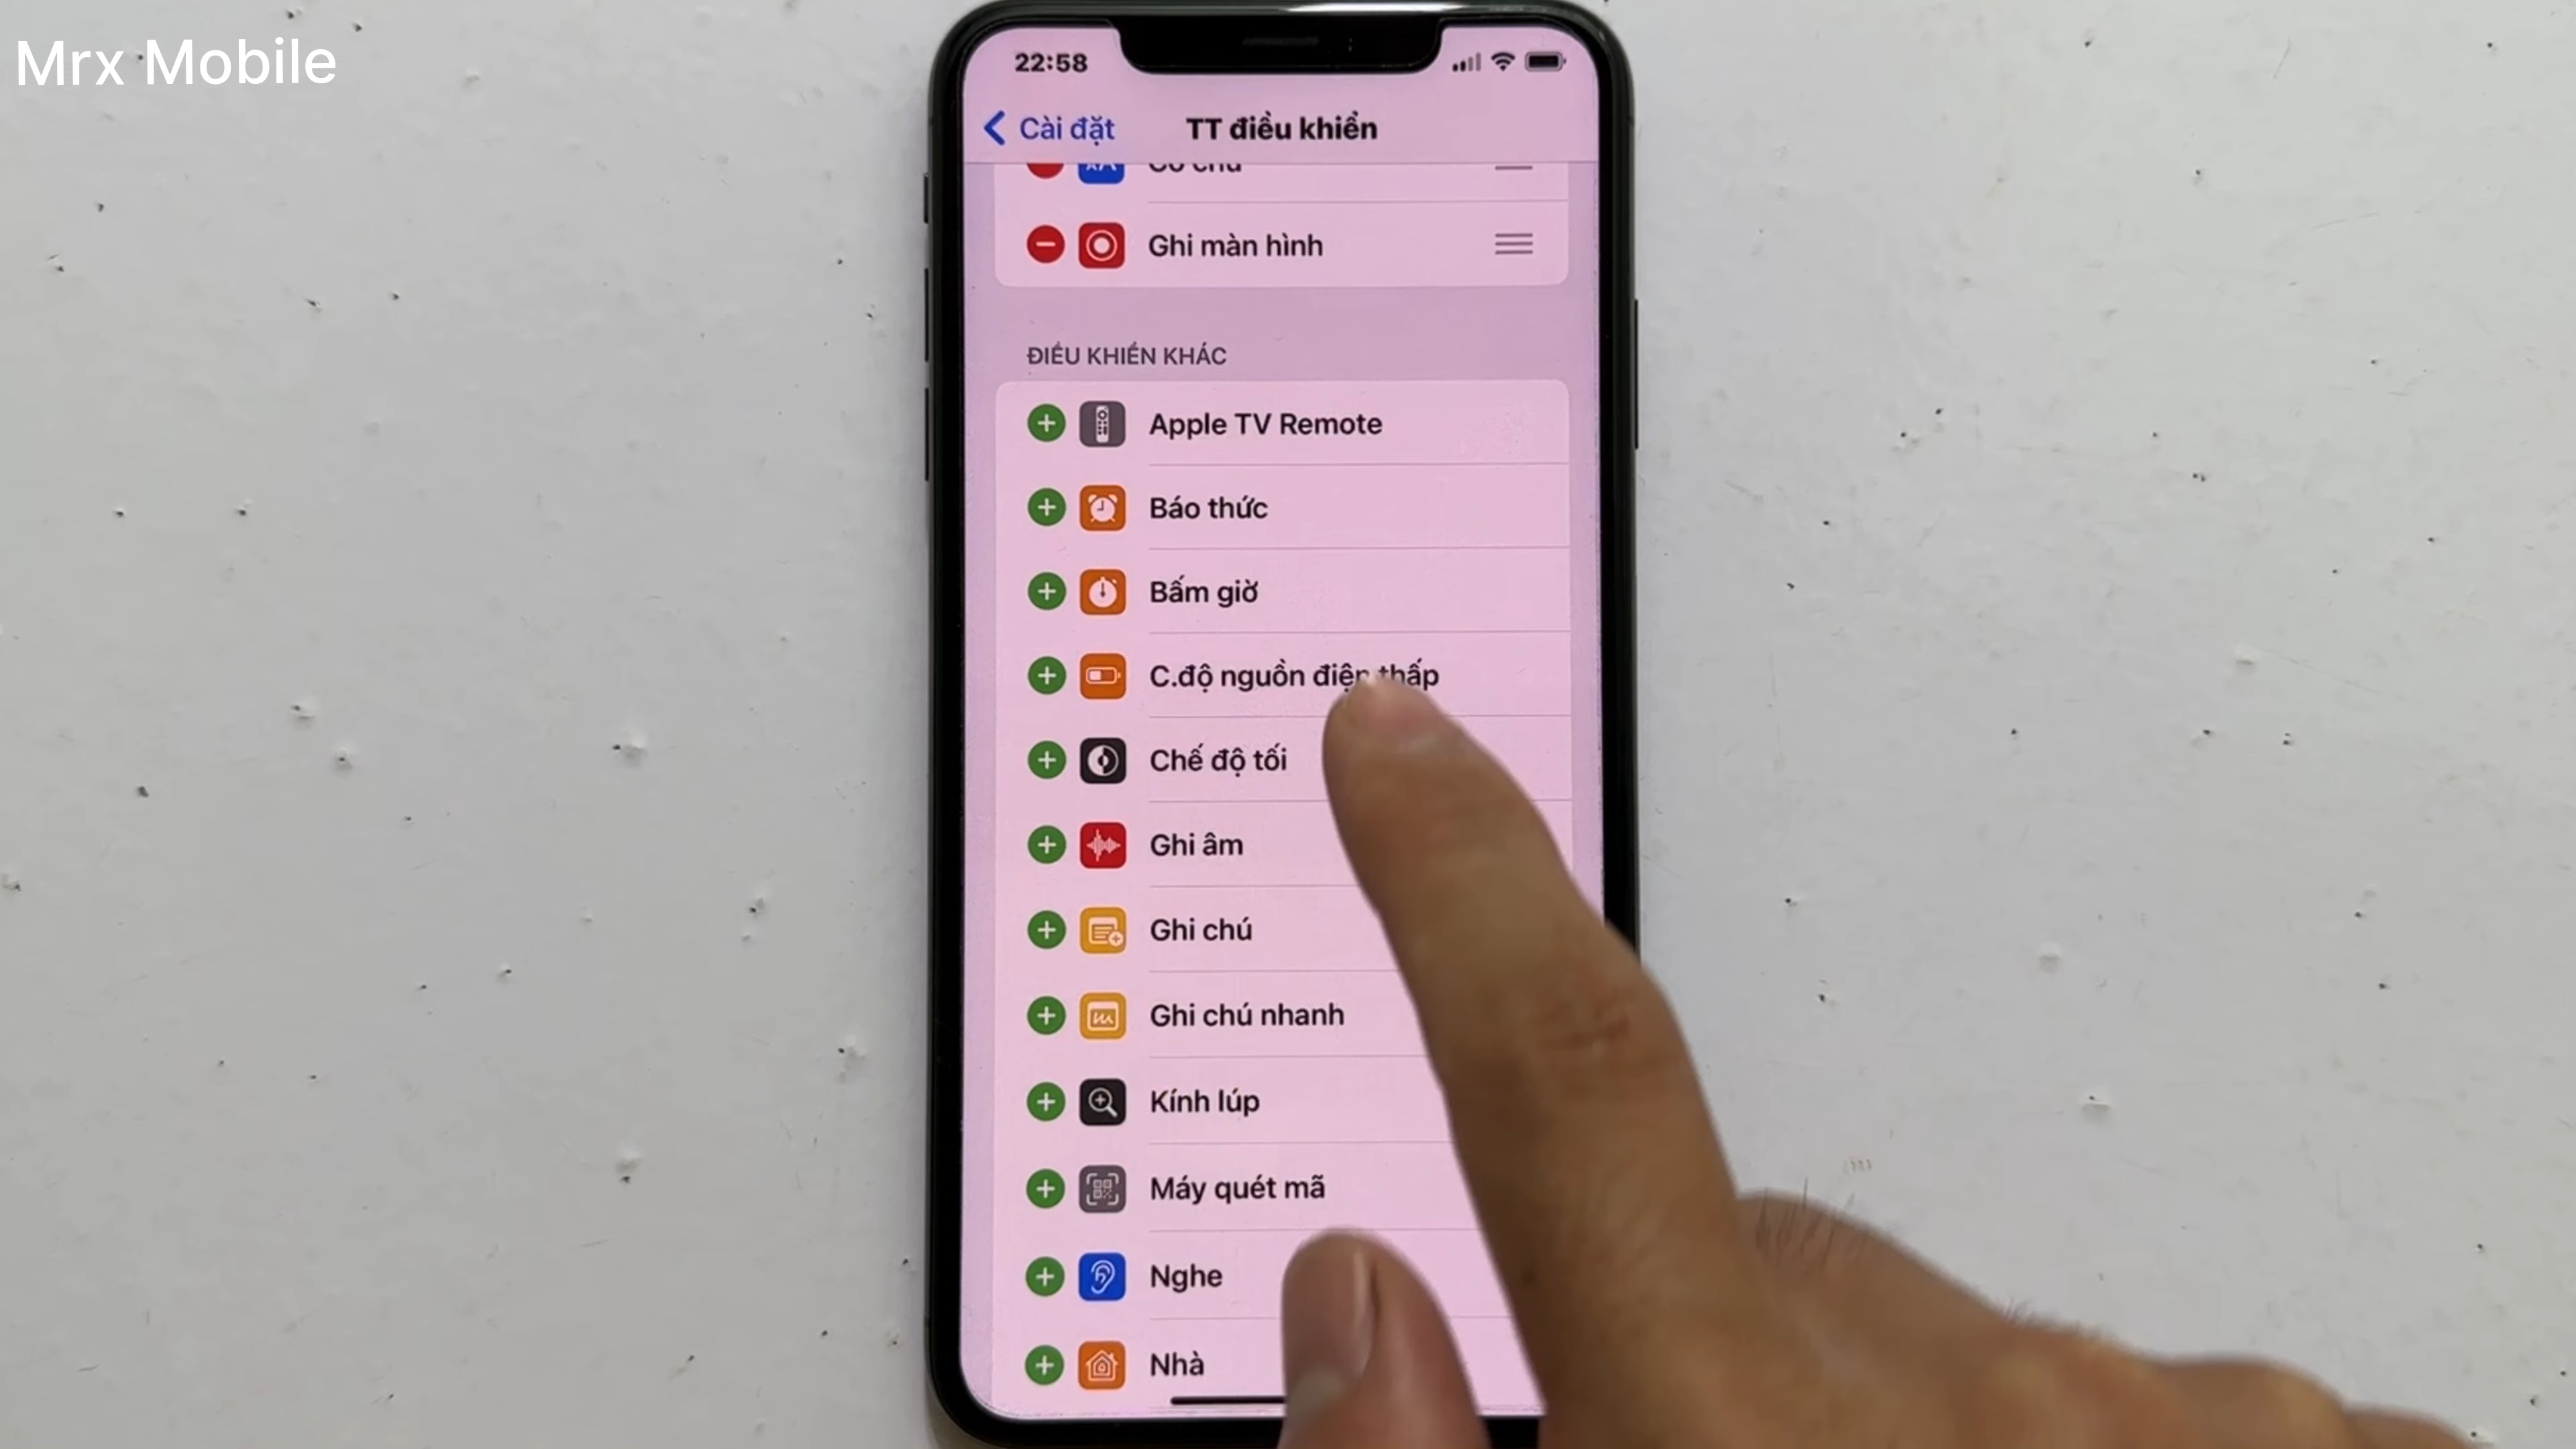 Mrx Mobile
22:58
Cài đặt
TT điều khiển
Cỡ chữ
Ghi màn hình
ĐIỀU KHIỂN KHÁC
Apple TV Remote
Báo thức
Bấm giờ
C.độ nguồn điện thấp
Chế độ tối
Ghi âm
Ghi chú
Ghi chú nhanh
Kính lúp
Máy quét mã
Nghe
Nhà